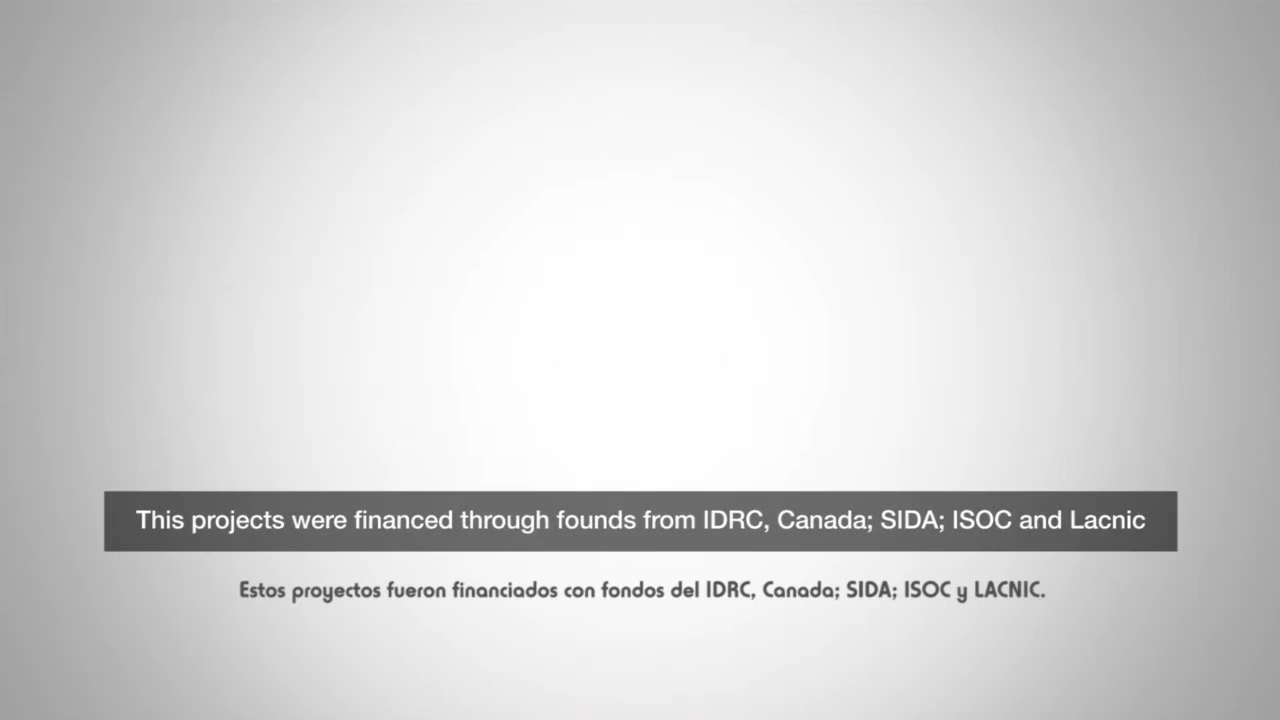 This projects were financed through founds from IDRC, Canada; SIDA; ISOC and Lacnic
Estos proyectos fueron financiados con fondos del IDRC, Canada; SIDA; ISOC y LACNIC.